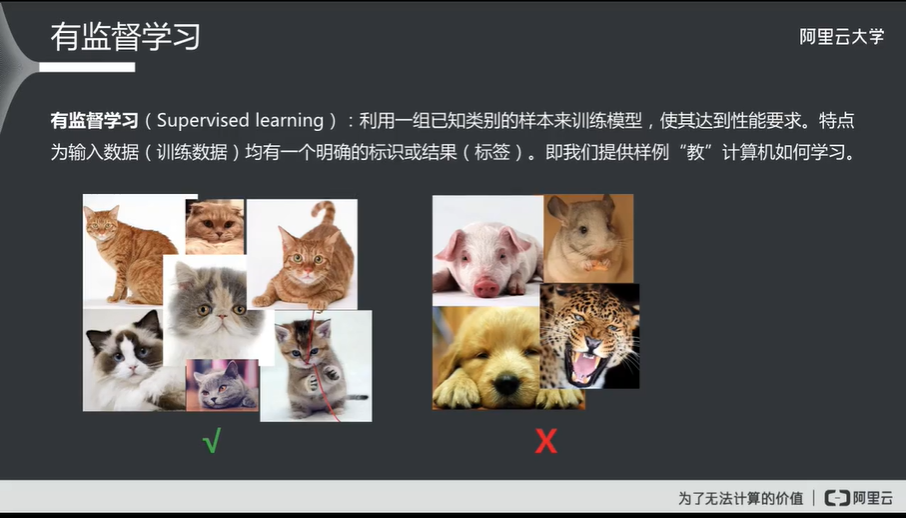 有监督学习
阿里云大学
有监督学习（Supervised learning）：利用一组已知类别的样本来训练模型，使其达到性能要求。特点
为输入数据（训练数据）均有一个明确的标识或结果（标签）。即我们提供样例“教”计算机如何学习。
√
X
为了无法计算的价值 | 阿里云